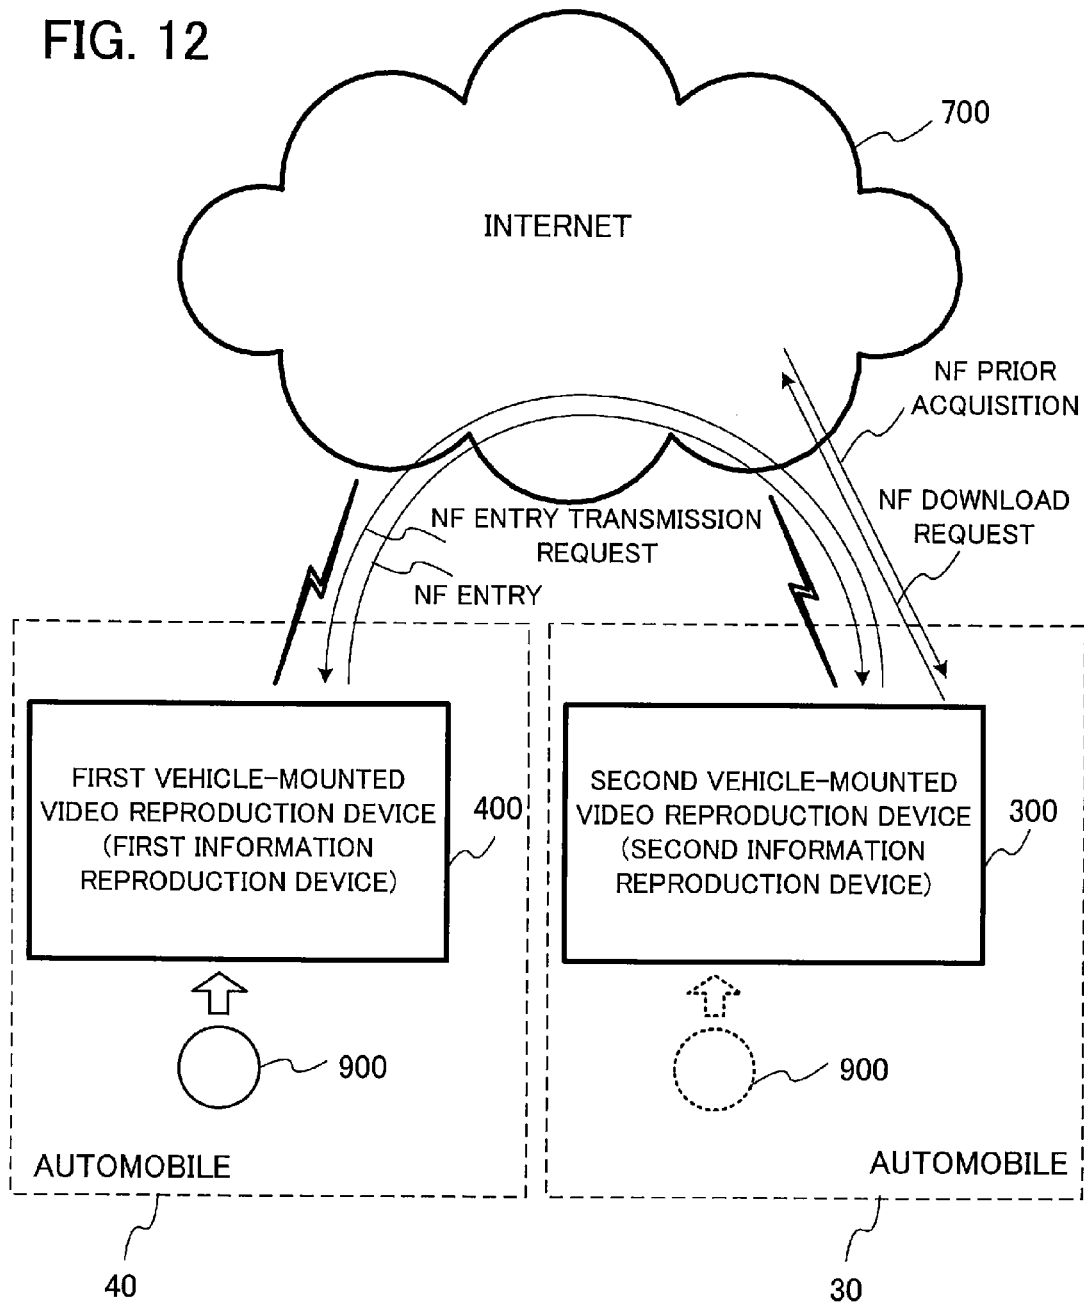 FIG. 12
700
INTERNET
NF PRIOR
ACQUISITION
NF DOWNLOAD
REQUEST
NF ENTRY TRANSMISSION
REQUEST
NF ENTRY
FIRST VEHICLE-MOUNTED
VIDEO REPRODUCTION DEVICE
(FIRST INFORMATION
REPRODUCTION DEVICE)
400
SECOND VEHICLE-MOUNTED
VIDEO REPRODUCTION DEVICE
(SECOND INFORMATION
REPRODUCTION DEVICE)
300
900
900
AUTOMOBILE
AUTOMOBILE
40
30